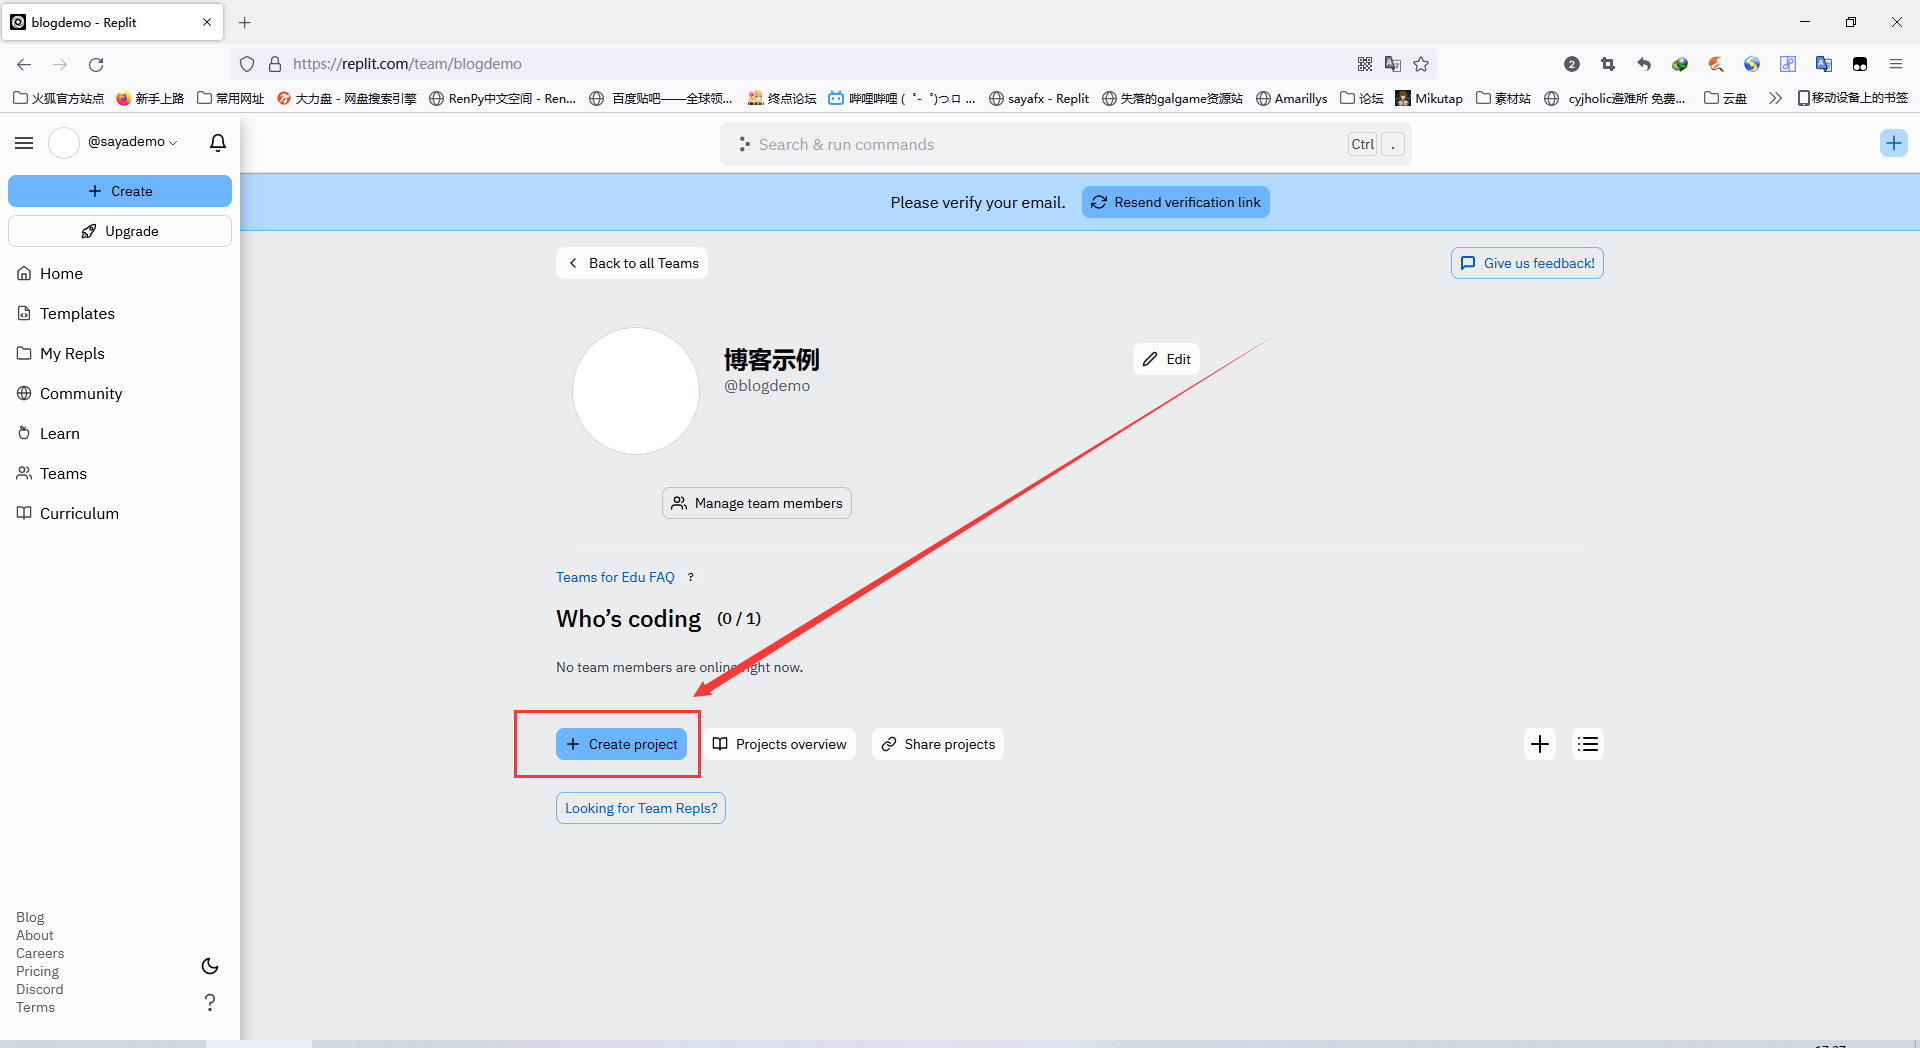 blogdemo - Replit
https://replit.com/team/blogdemo
2
火狐官方站点 新手上路 常用网址 大力盘 - 网盘搜索引擎 RenPy中文空间 - Ren... 百度贴吧——全球领... 终点论坛 哔哩哔哩 ( ゜- ゜)つロ ... sayafx - Replit 失落的galgame资源站 Amarillys 论坛 Mikutap 素材站 cyjholic避难所 免费... 云盘 移动设备上的书签
@sayademo
Search & run commands Ctrl .
Create
Please verify your email. Resend verification link
Upgrade
Back to all Teams Give us feedback!
Home
Templates
My Repls
Community
Learn
Teams
Curriculum
博客示例
@blogdemo
Edit
Manage team members
Teams for Edu FAQ ?
Who’s coding (0 / 1)
No team members are online right now.
Create project Projects overview Share projects
Looking for Team Repls?
Blog
About
Careers
Pricing
Discord
Terms
?